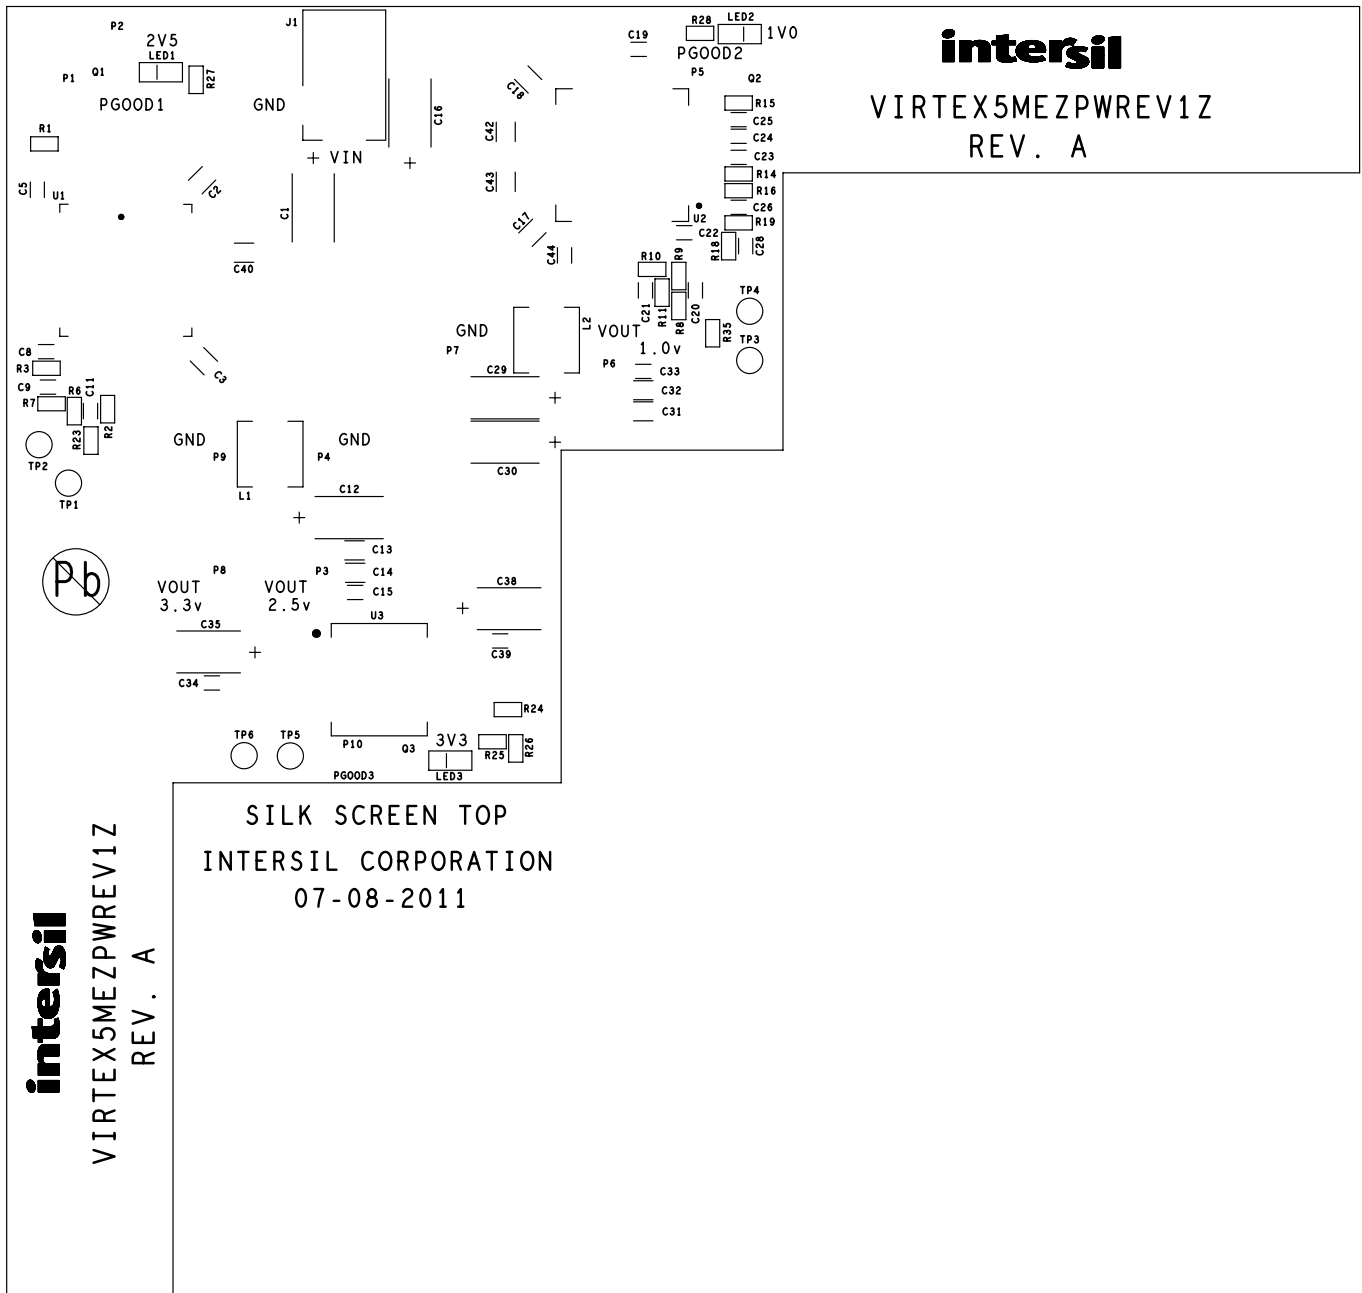 P2
J1
R28
LED2
1V0
C19
PGOOD2
intersil
2V5
LED1
P1
Q1
R27
P5
Q2
PGOOD1
GND
C16
C18
R15
VIRTEX5MEZPWREV1Z
C25
C24
REV. A
R1
C42
C23
+ VIN +
R14
C5
U1
C2
C43
R16
C1
C26
C17
U2
R19
C22
R18
C28
C40
C44
R10
R9
C21
R11
R8
C20
TP4
GND
L2
VOUT
R35
C8
P7
1.0v
TP3
R3
C3
C29
P6
C33
C9
C11
R6
C32
R7
R2
+
C31
GND
GND
R23
P9
P4
+
TP2
C30
L1
C12
TP1
+
C13
P8
P3
C14
Pb
VOUT
VOUT
C38
3.3v
2.5v
C15
+
C35
U3
+
C39
C34
R24
TP6
TP5
P10
Q3
3V3
R25
R26
PGOOD3
LED3
SILK SCREEN TOP
INTERSIL CORPORATION
07-08-2011
intersil
VIRTEX5MEZPWREV1Z
REV. A